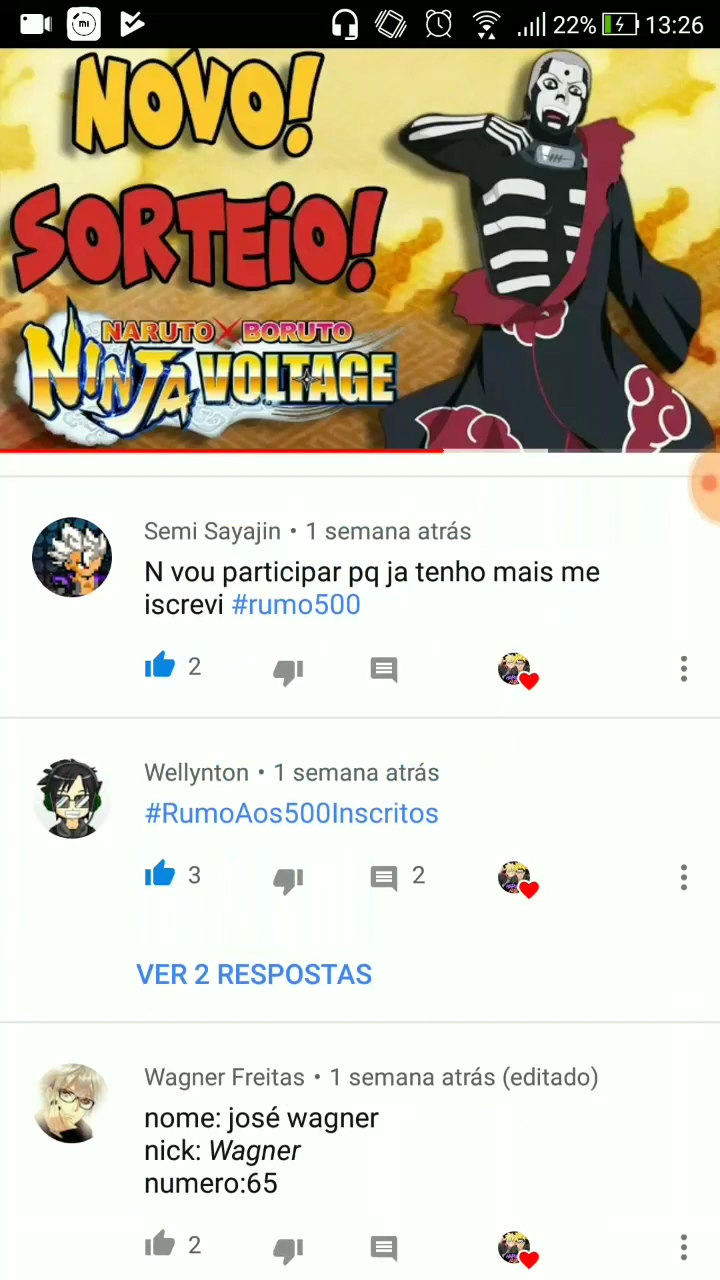 22% 13:26
NOVO!
SORTEIO!
NARUTO X BORUTO
NINJA VOLTAGE
Semi Sayajin • 1 semana atrás
N vou participar pq ja tenho mais me
iscrevi #rumo500
2
Wellynton • 1 semana atrás
#RumoAos500Inscritos
3 2
VER 2 RESPOSTAS
Wagner Freitas • 1 semana atrás (editado)
nome: josé wagner
nick: Wagner
numero:65
2